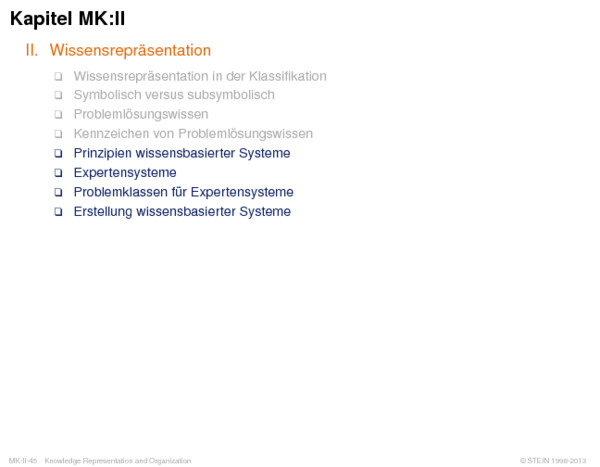 Kapitel MK:II
II. Wissensrepräsentation
❑ Wissensrepräsentation in der Klassifikation
❑ Symbolisch versus subsymbolisch
❑ Problemlösungswissen
❑ Kennzeichen von Problemlösungswissen
❑ Prinzipien wissensbasierter Systeme
❑ Expertensysteme
❑ Problemklassen für Expertensysteme
❑ Erstellung wissensbasierter Systeme
MK:II-45 Knowledge Representation and Organization © STEIN 1998-2013